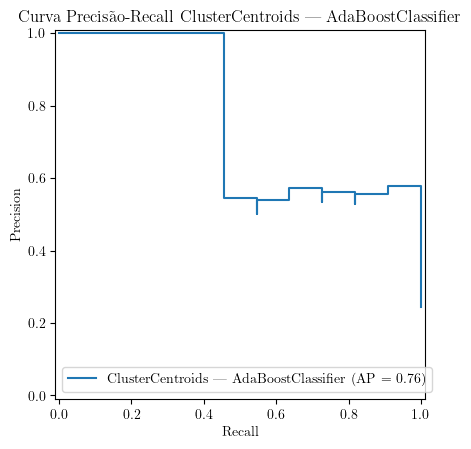 Curva Precisão-Recall ClusterCentroids — AdaBoostClassifier
1.0
0.8
0.6
0.4
0.2
0.0
Precision
ClusterCentroids — AdaBoostClassifier (AP = 0.76)
0.0 0.2 0.4 0.6 0.8 1.0
Recall